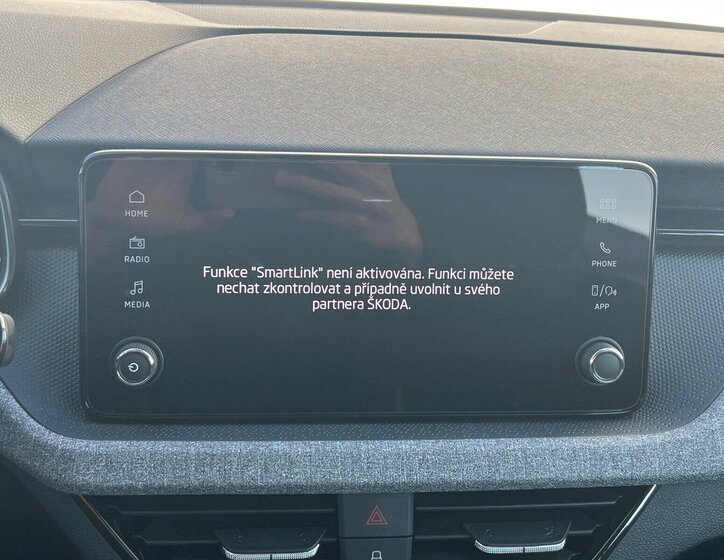 HOME
RADIO
MEDIA
Funkce "SmartLink" není aktivována. Funkci můžete
nechat zkontrolovat a případně uvolnit u svého
partnera ŠKODA.
MENU
PHONE
APP